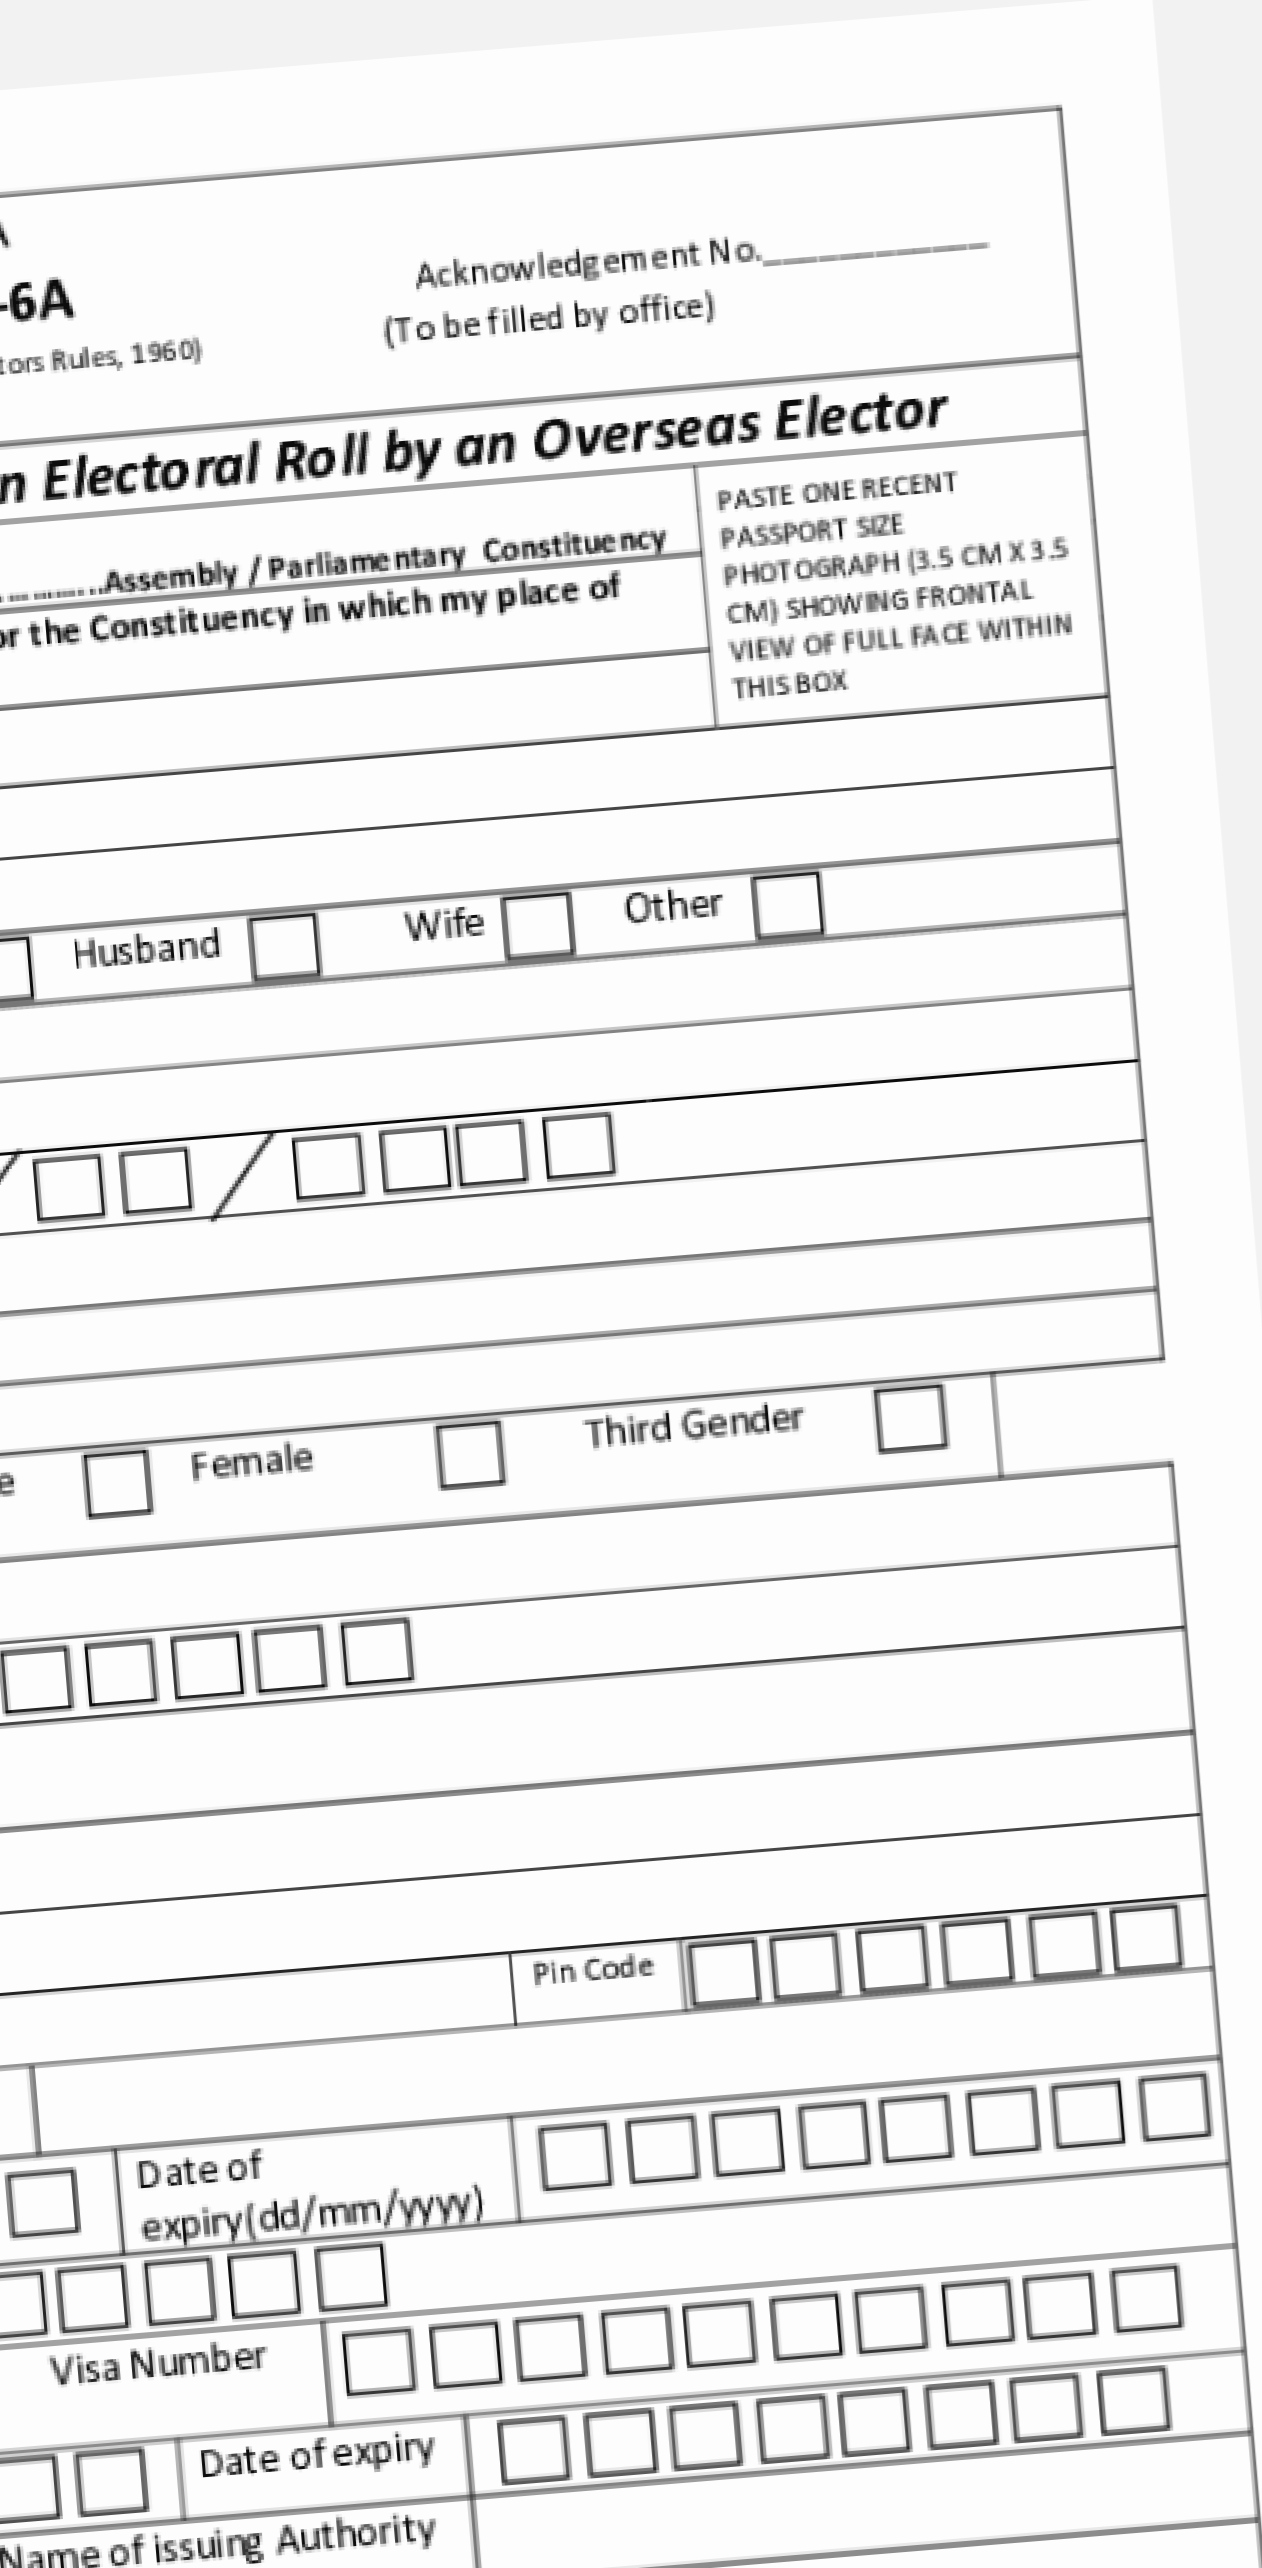 A
-6A
Acknowledgement No.____________
tors Rules, 1960)
(To be filled by office)
n Electoral Roll by an Overseas Elector
............Assembly / Parliamentary Constituency
or the Constituency in which my place of
PASTE ONE RECENT
PASSPORT SIZE
PHOTOGRAPH (3.5 CM X 3.5
CM) SHOWING FRONTAL
VIEW OF FULL FACE WITHIN
THIS BOX
Husband Wife Other
/ /
e Female Third Gender
Pin Code
Date of
expiry(dd/mm/yyyy)
Visa Number
Date of expiry
Name of issuing Authority